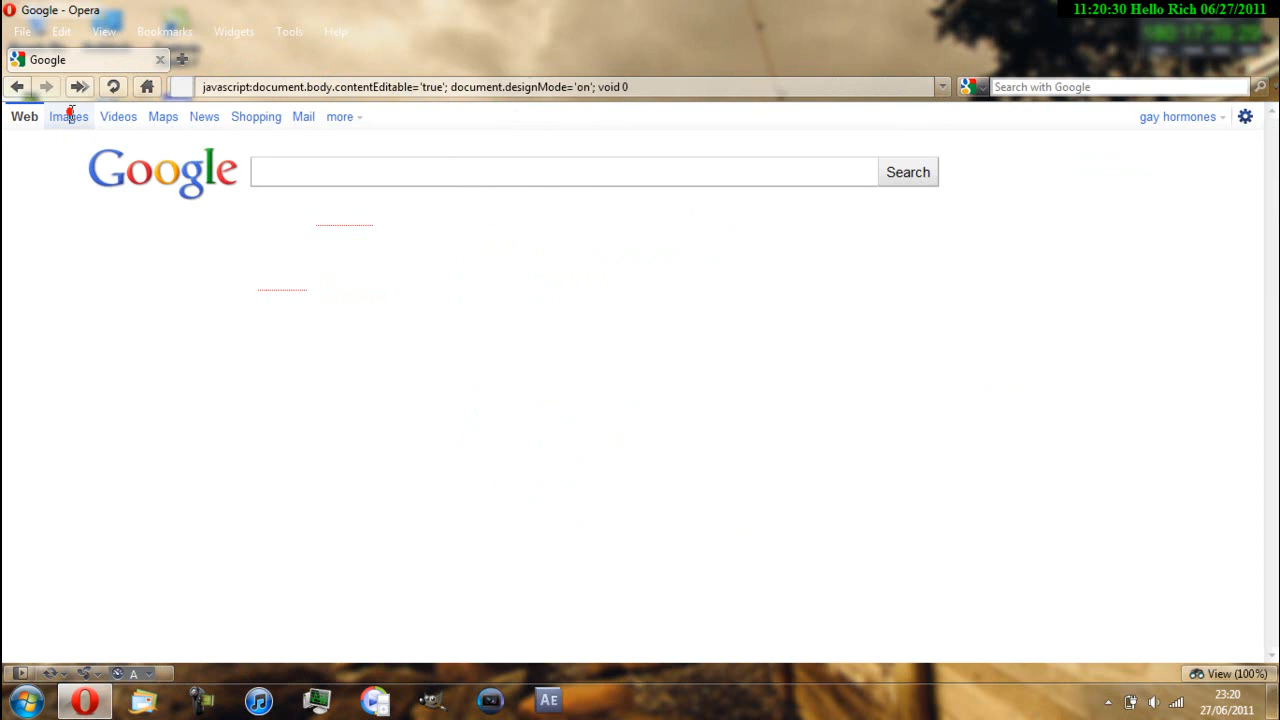 Google - Opera
11:20:30 Hello Rich 06/27/2011
File Edit View Bookmarks Widgets Tools Help
Google
javascript:document.body.contentEditable='true'; document.designMode='on'; void 0
Search with Google
Web Images Videos Maps News Shopping Mail more
gay hormones
Google
Search
A
View (100%)
AE
23:20
27/06/2011